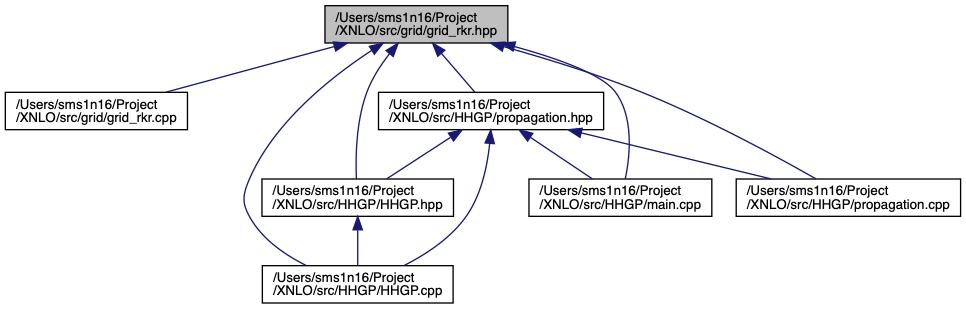 /Users/sms1n16/Project
/XNLO/src/grid/grid_rkr.hpp
/Users/sms1n16/Project
/XNLO/src/grid/grid_rkr.cpp
/Users/sms1n16/Project
/XNLO/src/HHGP/propagation.hpp
/Users/sms1n16/Project
/XNLO/src/HHGP/HHGP.hpp
/Users/sms1n16/Project
/XNLO/src/HHGP/main.cpp
/Users/sms1n16/Project
/XNLO/src/HHGP/propagation.cpp
/Users/sms1n16/Project
/XNLO/src/HHGP/HHGP.cpp